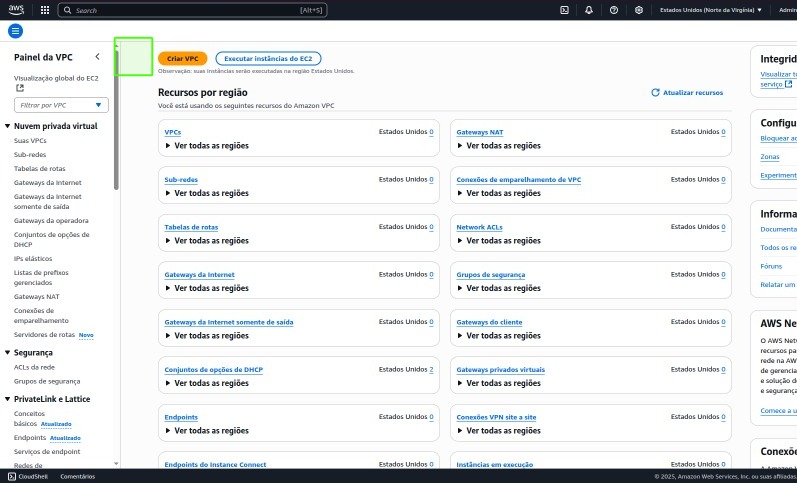 aws
Search
[Alt+S]
Estados Unidos (Norte da Virgínia)
Admin
Painel da VPC
Visualização global do EC2
Filtrar por VPC
Nuvem privada virtual
Suas VPCs
Sub-redes
Tabelas de rotas
Gateways da Internet
Gateways da Internet
somente de saída
Gateways da operadora
Conjuntos de opções de
DHCP
IPs elásticos
Listas de prefixos
gerenciados
Gateways NAT
Conexões de
emparelhamento
Servidores de rotas Novo
Segurança
ACLs da rede
Grupos de segurança
PrivateLink e Lattice
Conceitos
básicos Atualizado
Endpoints Atualizado
Serviços de endpoint
Redes de
Criar VPC
Executar instâncias do EC2
Observação: suas instâncias serão executadas na região Estados Unidos.
Recursos por região
Atualizar recursos
Você está usando os seguintes recursos do Amazon VPC
VPCs Estados Unidos 0
Ver todas as regiões
Gateways NAT Estados Unidos 0
Ver todas as regiões
Sub-redes Estados Unidos 0
Ver todas as regiões
Conexões de emparelhamento de VPC Estados Unidos 0
Ver todas as regiões
Tabelas de rotas Estados Unidos 0
Ver todas as regiões
Network ACLs Estados Unidos 0
Ver todas as regiões
Gateways da Internet Estados Unidos 0
Ver todas as regiões
Grupos de segurança Estados Unidos 0
Ver todas as regiões
Gateways da Internet somente de saída Estados Unidos 0
Ver todas as regiões
Gateways do cliente Estados Unidos 0
Ver todas as regiões
Conjuntos de opções de DHCP Estados Unidos 2
Ver todas as regiões
Gateways privados virtuais Estados Unidos 0
Ver todas as regiões
Endpoints Estados Unidos 0
Ver todas as regiões
Conexões VPN site a site Estados Unidos 0
Ver todas as regiões
Endpoints do Instance Connect Estados Unidos 0
Instâncias em execução Estados Unidos 0
Integrid
Visualizar t
serviço
Configu
Bloquear ac
Zonas
Experiment
Informa
Documenta
Todos os re
Fóruns
Relatar um
AWS Net
O AWS Netw
recursos pa
rede na AW
de gerencia
e solução d
e segurança
Comece a u
Conexõe
CloudShell
Comentários
© 2025, Amazon Web Services, Inc. ou suas afiliadas